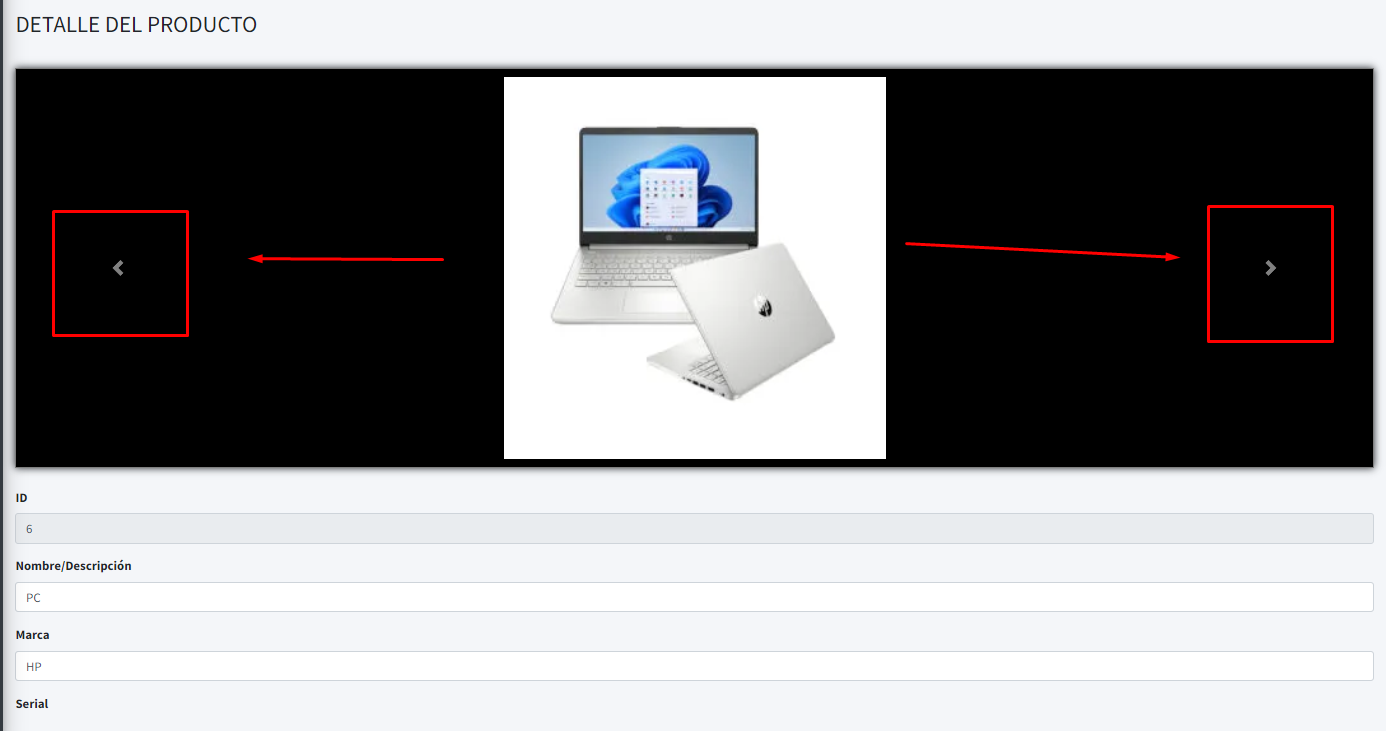 DETALLE DEL PRODUCTO
ID
6
Nombre/Descripción
PC
Marca
HP
Serial